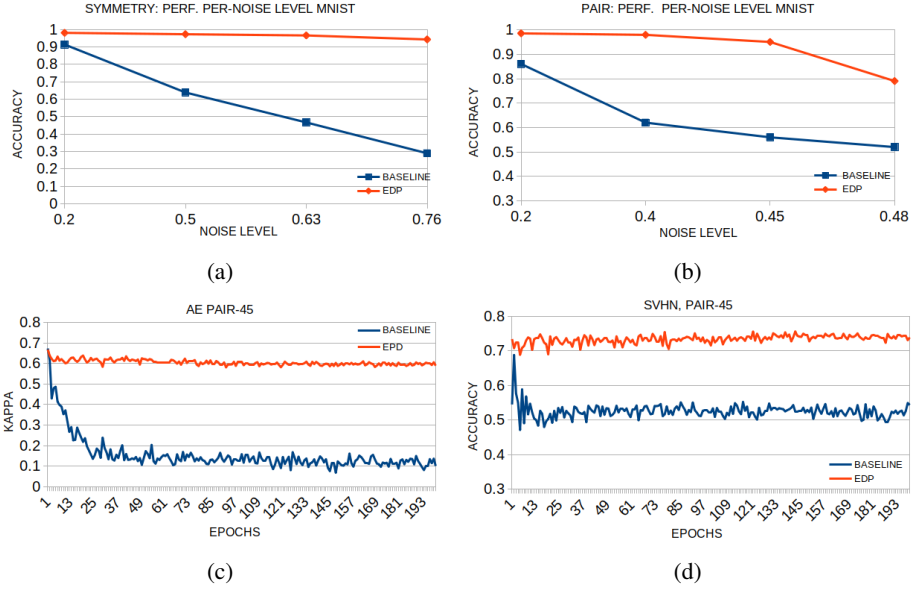 SYMMETRY: PERF. PER-NOISE LEVEL MNIST
1
0.9
0.8
0.7
0.6
0.5
0.4
0.3
0.2
0.1
0
ACCURACY
BASELINE
EDP
0.2 0.5 0.63 0.76
NOISE LEVEL
(a)
PAIR: PERF. PER-NOISE LEVEL MNIST
1
0.9
0.8
0.7
0.6
0.5
0.4
0.3
ACCURACY
BASELINE
EDP
0.2 0.4 0.45 0.48
NOISE LEVEL
(b)
AE PAIR-45
0.8
0.7
0.6
0.5
0.4
0.3
0.2
0.1
0
KAPPA
BASELINE
EPD
1 13 25 37 49 61 73 85 97 109 121 133 145 157 169 181 193
EPOCHS
(c)
SVHN, PAIR-45
0.8
0.7
0.6
0.5
0.4
0.3
ACCURACY
BASELINE
EDP
1 13 25 37 49 61 73 85 97 109 121 133 145 157 169 181 193
EPOCHS
(d)